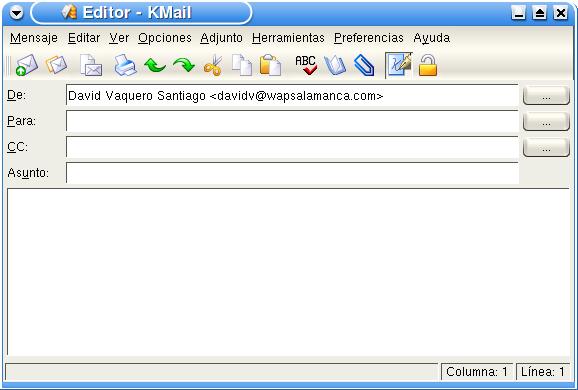 Editor - KMail
Mensaje Editar Ver Opciones Adjunto Herramientas Preferencias Ayuda
ABC
De: David Vaquero Santiago <davidv@wapsalamanca.com> ...
Para: ...
CC: ...
Asunto:
Columna: 1 Línea: 1